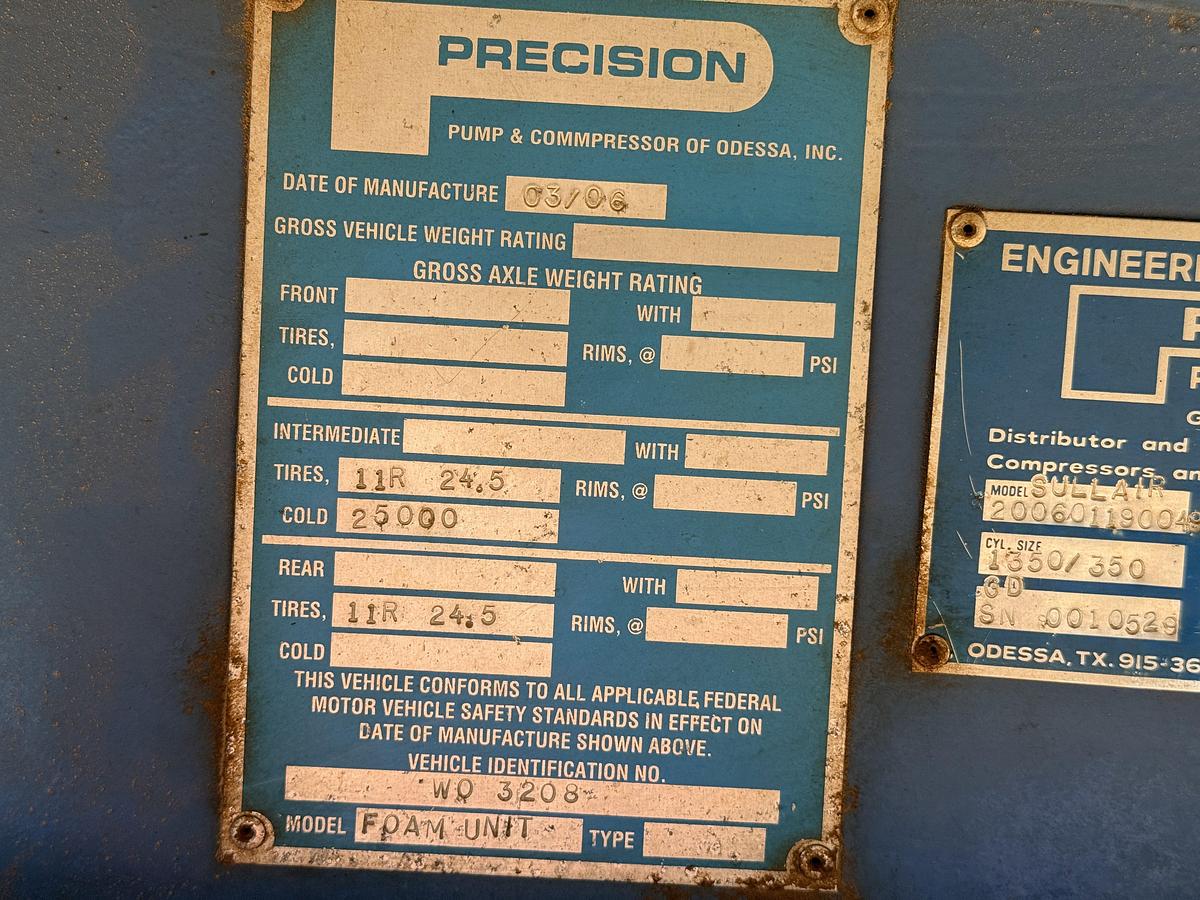 PRECISION
PUMP & COMMPRESSOR OF ODESSA, INC.
DATE OF MANUFACTURE 03/06
GROSS VEHICLE WEIGHT RATING
GROSS AXLE WEIGHT RATING
FRONT WITH
TIRES, RIMS, @ PSI
COLD
INTERMEDIATE WITH
TIRES, 11R 24.5 RIMS, @ PSI
COLD 25000
REAR WITH
TIRES, 11R 24.5 RIMS, @ PSI
COLD
THIS VEHICLE CONFORMS TO ALL APPLICABLE FEDERAL
MOTOR VEHICLE SAFETY STANDARDS IN EFFECT ON
DATE OF MANUFACTURE SHOWN ABOVE.
VEHICLE IDENTIFICATION NO.
WO 3208
MODEL FOAM UNIT TYPE
ENGINEERI
Distributor and
Compressors an
MODEL SULLAIR
20060119004
CYL. SIZE
1350/350
GD
SN 0010529
ODESSA, TX. 915-36